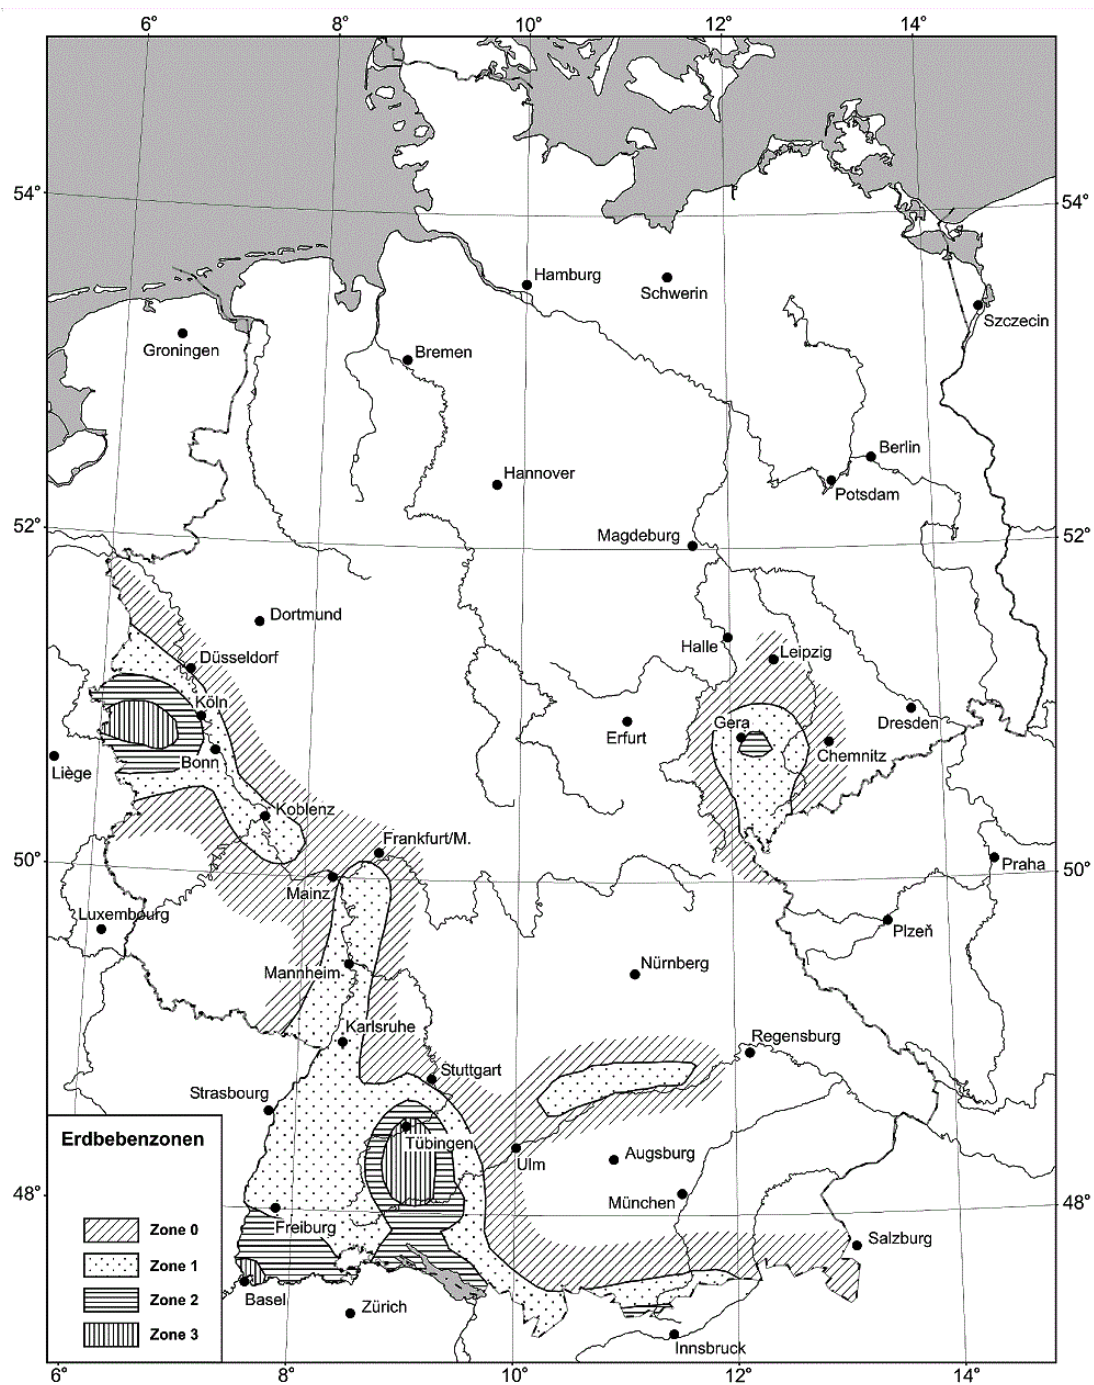 6° 8° 10° 12° 14°
54° 54°
Hamburg
Schwerin
Szczecin
Groningen
Bremen
Berlin
Hannover
Potsdam
52° 52°
Magdeburg
Dortmund
Halle
Leipzig
Düsseldorf
Köln
Gera
Dresden
Erfurt
Chemnitz
Bonn
Liège
Koblenz
Frankfurt/M.
50° 50°
Praha
Mainz
Luxembourg
Plzeň
Mannheim
Nürnberg
Karlsruhe
Regensburg
Stuttgart
Strasbourg
Tübingen
Ulm
Augsburg
48° 48°
München
Freiburg
Salzburg
Basel
Zürich
Innsbruck
Erdbebenzonen
Zone 0
Zone 1
Zone 2
Zone 3
6° 8° 10° 12° 14°